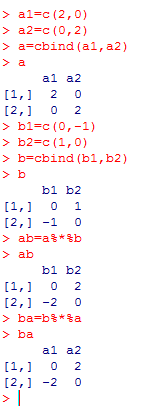 > a1=c(2,0)
> a2=c(0,2)
> a=cbind(a1,a2)
> a
     a1 a2
[1,]  2  0
[2,]  0  2
> b1=c(0,-1)
> b2=c(1,0)
> b=cbind(b1,b2)
> b
     b1 b2
[1,]  0  1
[2,] -1  0
> ab=a%*%b
> ab
     b1 b2
[1,]  0  2
[2,] -2  0
> ba=b%*%a
> ba
     a1 a2
[1,]  0  2
[2,] -2  0
>